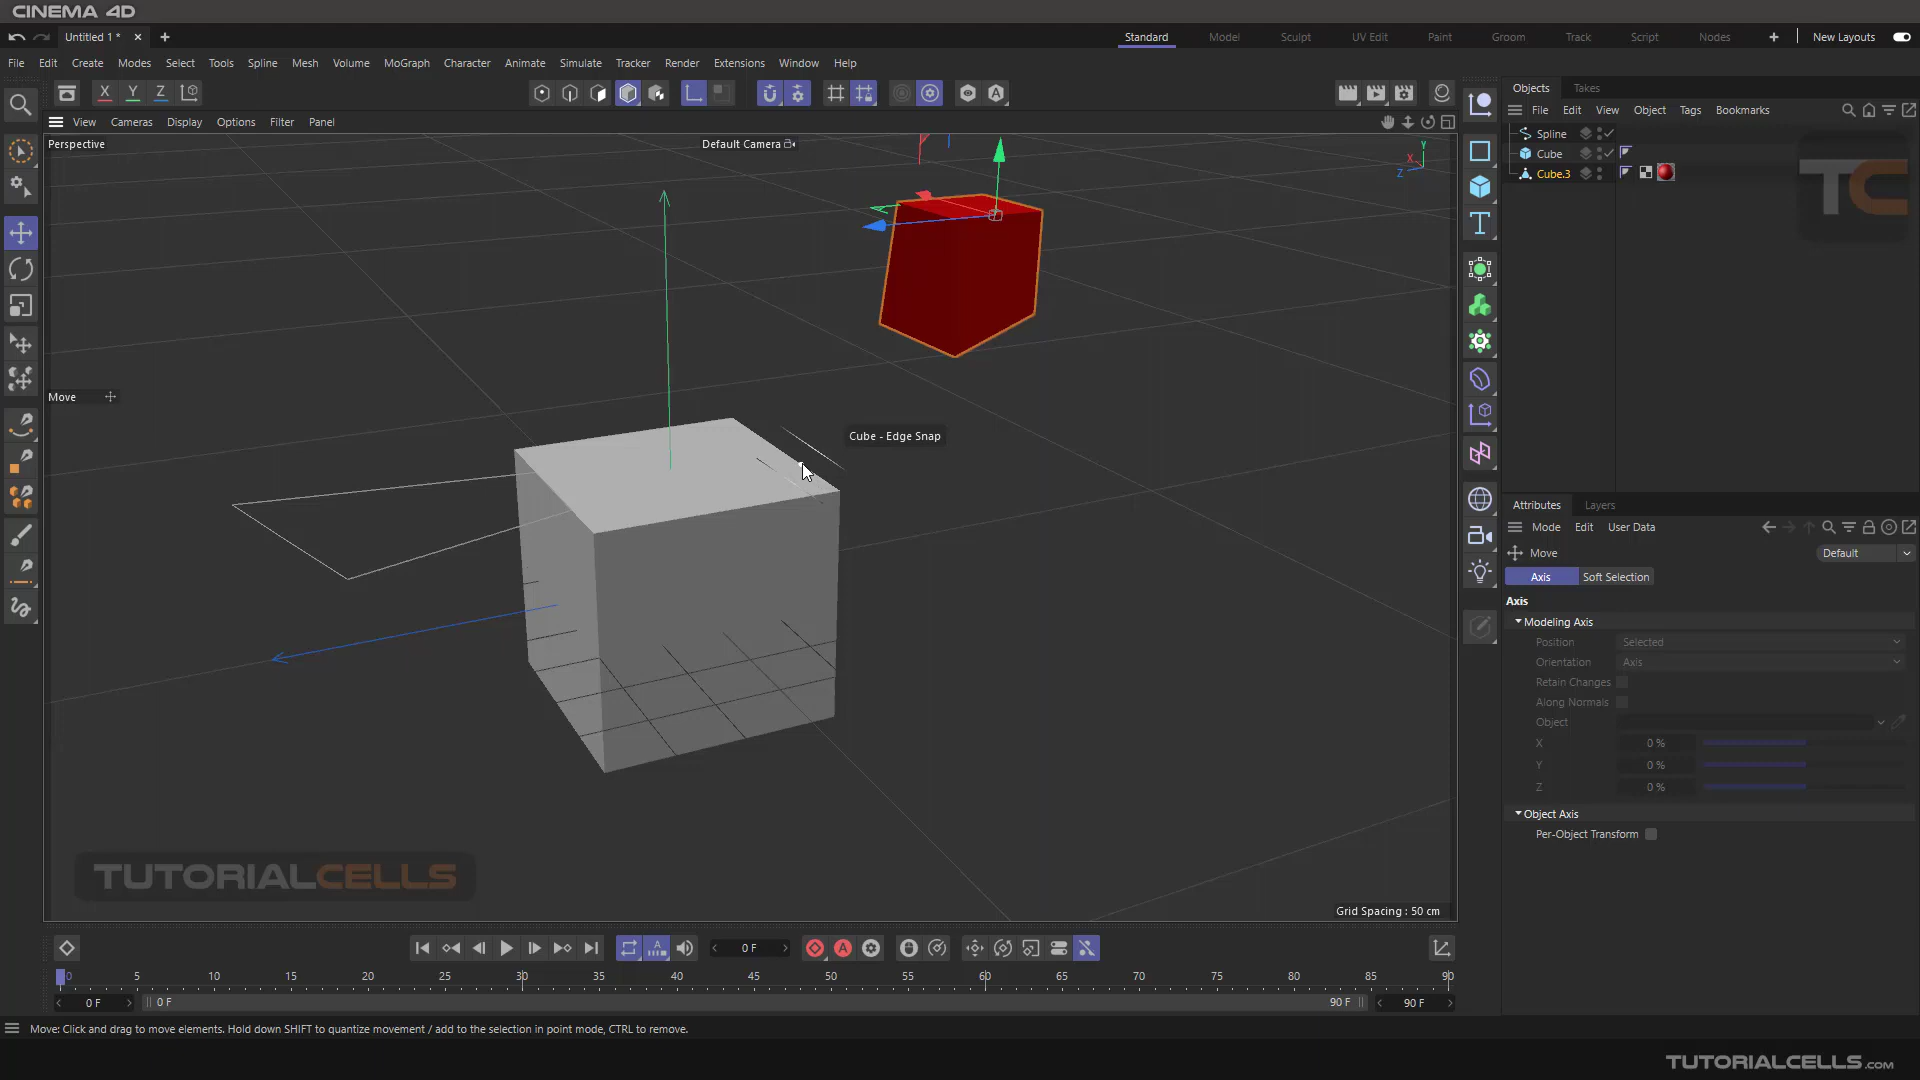 CINEMA 4D
Untitled 1 *
Standard Model Sculpt UV Edit Paint Groom Track Script Nodes New Layouts
File Edit Create Modes Select Tools Spline Mesh Volume MoGraph Character Animate Simulate Tracker Render Extensions Window Help
X Y Z
A
View Cameras Display Options Filter Panel
Perspective
Default Camera
Y
X
Z
Move
Cube - Edge Snap
TUTORIALCELLS
Grid Spacing : 50 cm
Objects Takes
File Edit View Object Tags Bookmarks
Spline
Cube
Cube.3
TC
Attributes Layers
Mode Edit User Data
Move Default
Axis Soft Selection
Axis
Modeling Axis
Position Selected
Orientation Axis
Retain Changes
Along Normals
Object
X 0 %
Y 0 %
Z 0 %
Object Axis
Per-Object Transform
A 0 F A
0 5 10 15 20 25 30 35 40 45 50 55 60 65 70 75 80 85 90
0 F 0 F 90 F 90 F
Move: Click and drag to move elements. Hold down SHIFT to quantize movement / add to the selection in point mode, CTRL to remove.
TUTORIALCELLS.com